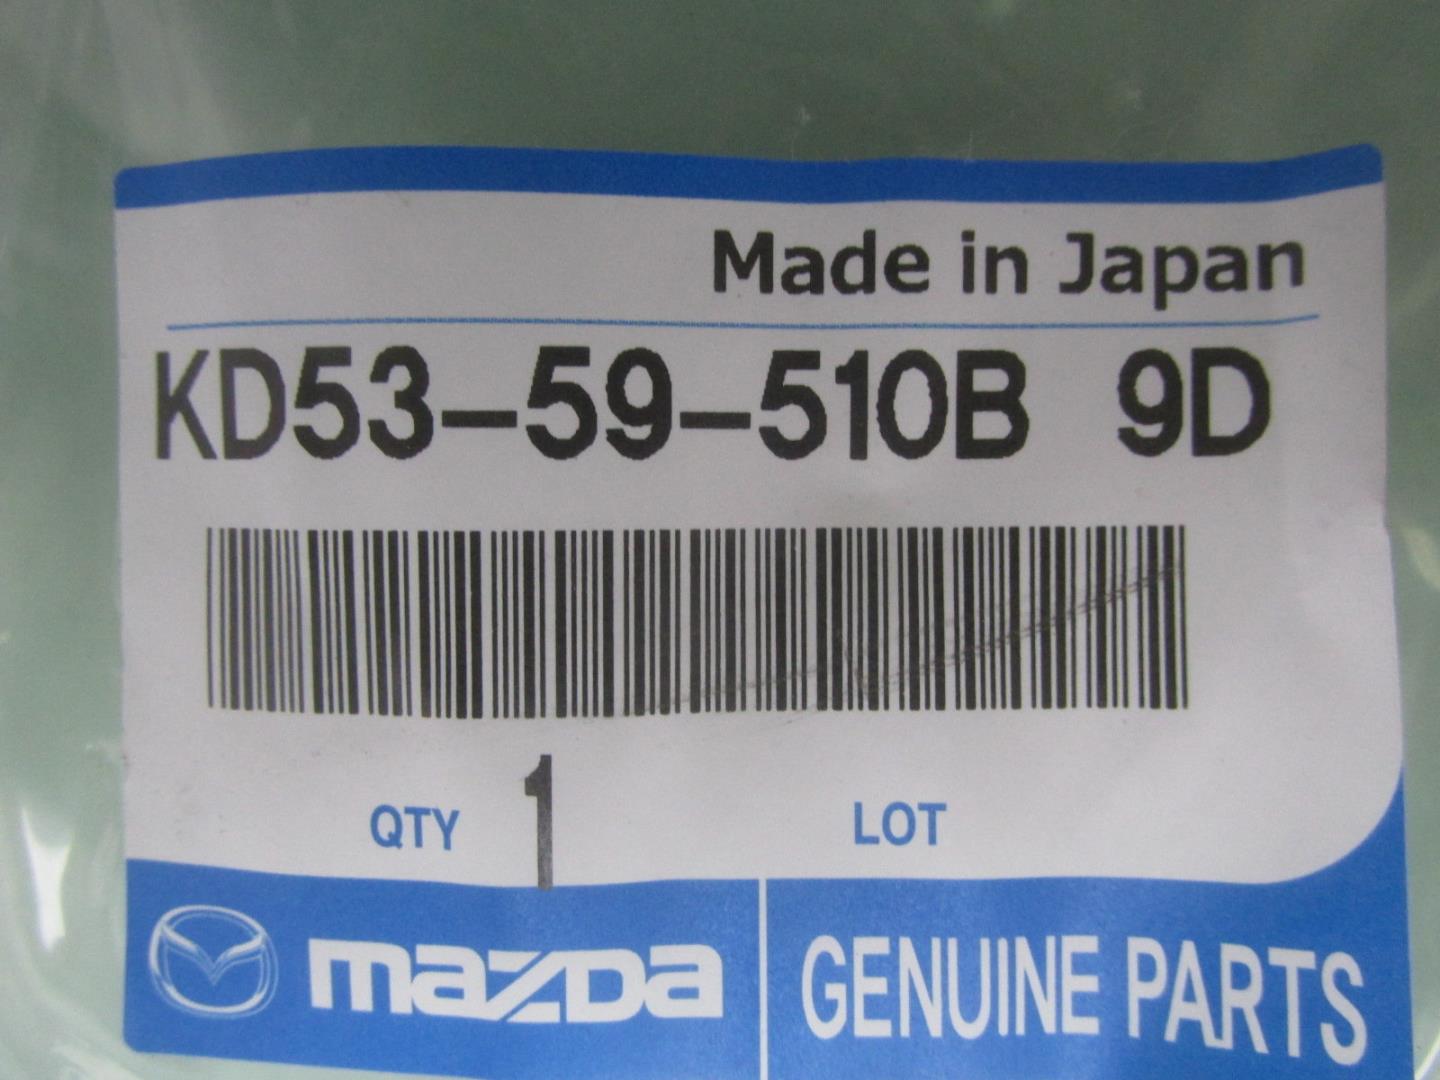 Made in Japan
KD53-59-510B 9D
QTY 1 LOT
mazda GENUINE PARTS